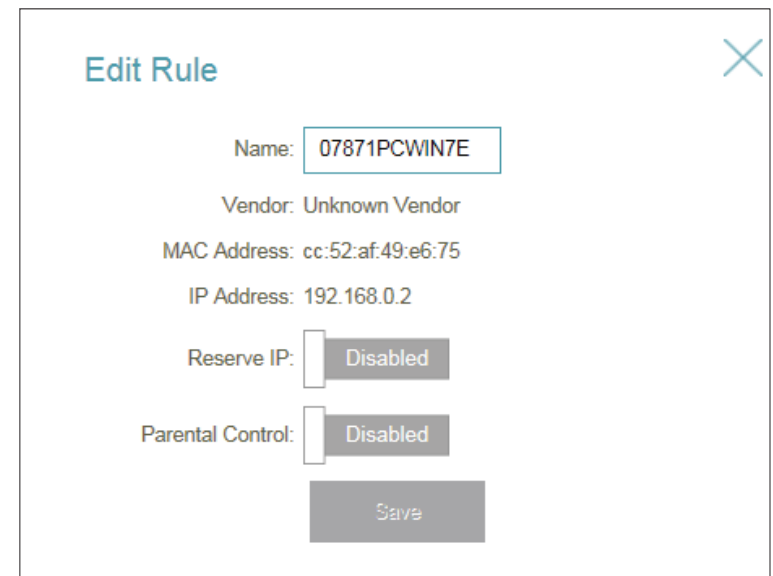 Edit Rule
Name: 07871PCWIN7E
Vendor: Unknown Vendor
MAC Address: cc:52:af:49:e6:75
IP Address: 192.168.0.2
Reserve IP: Disabled
Parental Control: Disabled
Save